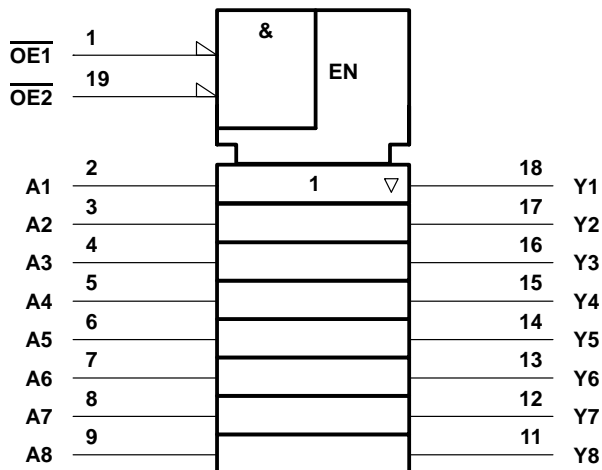 &
OE1 1
EN
OE2 19
A1 2 1 ▽ 18 Y1
A2 3 17 Y2
A3 4 16 Y3
A4 5 15 Y4
A5 6 14 Y5
A6 7 13 Y6
A7 8 12 Y7
A8 9 11 Y8